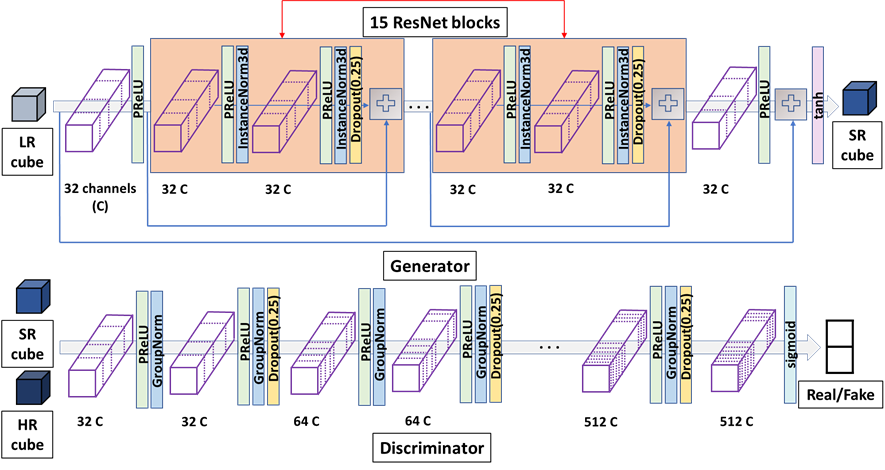 15 ResNet blocks
LR
cube
PReLU
PReLU
InstanceNorm3d
PReLU
InstanceNorm3d
Dropout(0.25)
...
PReLU
InstanceNorm3d
PReLU
InstanceNorm3d
Dropout(0.25)
PReLU
tanh
SR
cube
32 channels
(C)
32 C
32 C
32 C
32 C
32 C
Generator
SR
cube
HR
cube
PReLU
GroupNorm
PReLU
GroupNorm
Dropout(0.25)
PReLU
GroupNorm
PReLU
GroupNorm
Dropout(0.25)
...
PReLU
GroupNorm
Dropout(0.25)
sigmoid
Real/Fake
32 C
32 C
64 C
64 C
512 C
512 C
Discriminator